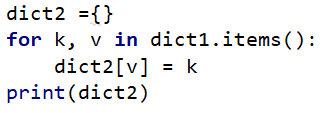 dict2 ={}
for k, v in dict1.items():
    dict2[v] = k
print(dict2)